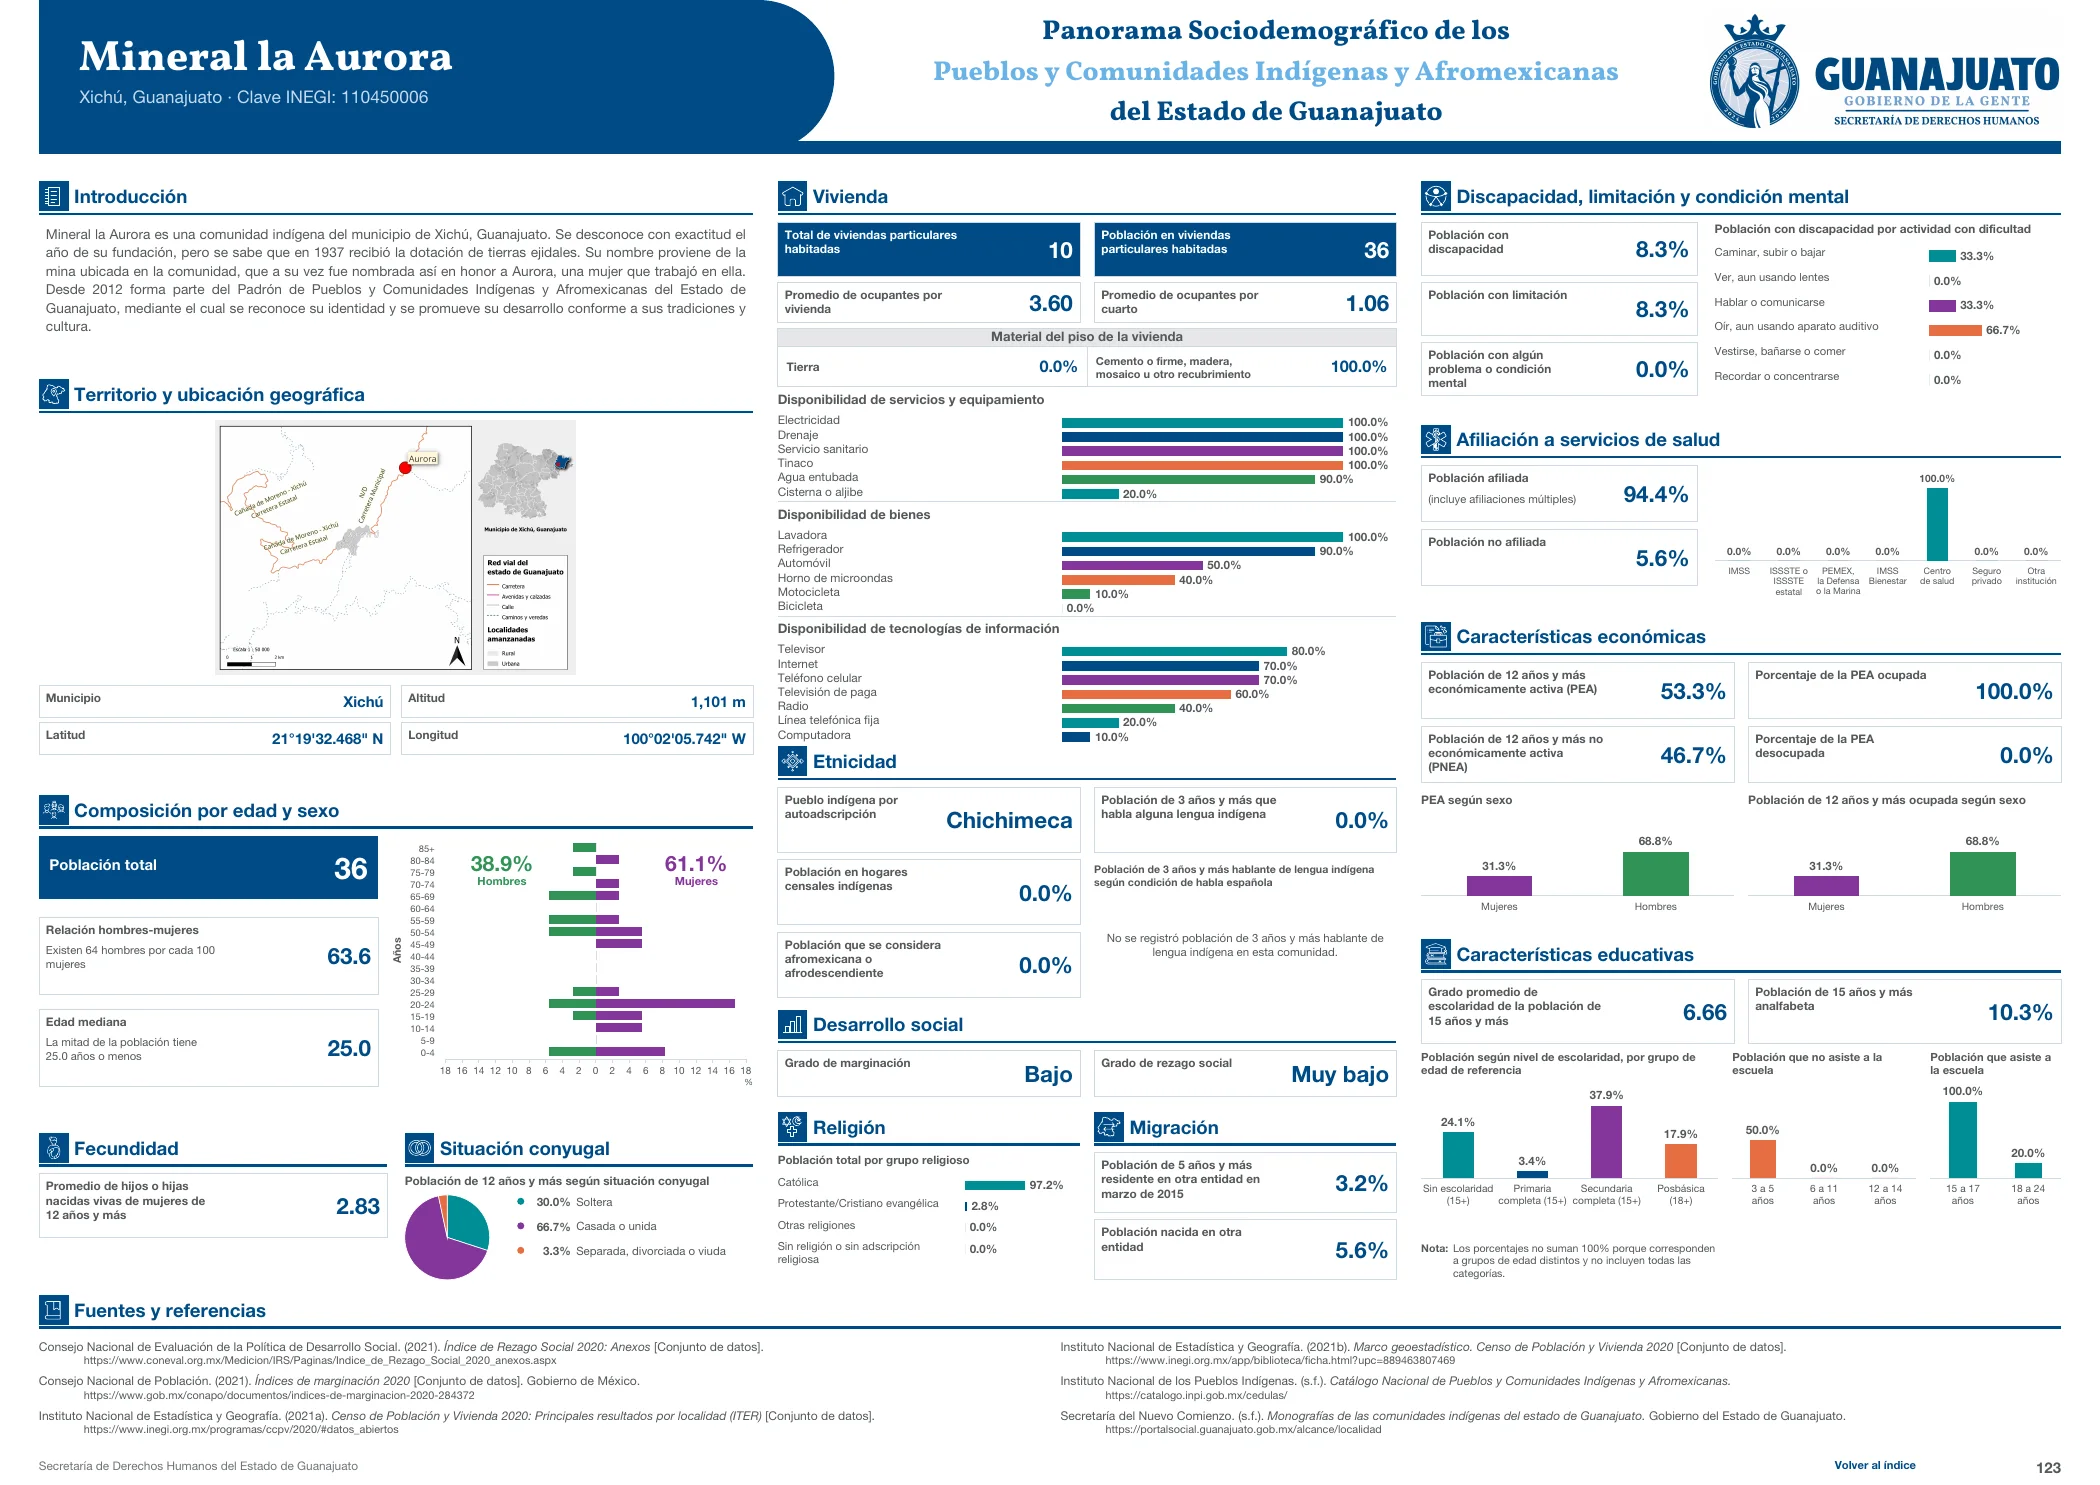 Mineral la Aurora
Xichú, Guanajuato · Clave INEGI: 110450006
Panorama Sociodemográfico de los
Pueblos y Comunidades Indígenas y Afromexicanas
del Estado de Guanajuato
GUANAJUATO
GOBIERNO DE LA GENTE
SECRETARÍA DE DERECHOS HUMANOS
Introducción
Mineral la Aurora es una comunidad indígena del municipio de Xichú, Guanajuato. Se desconoce con exactitud el
año de su fundación, pero se sabe que en 1937 recibió la dotación de tierras ejidales. Su nombre proviene de la
mina ubicada en la comunidad, que a su vez fue nombrada así en honor a Aurora, una mujer que trabajó en ella.
Desde 2012 forma parte del Padrón de Pueblos y Comunidades Indígenas y Afromexicanas del Estado de
Guanajuato, mediante el cual se reconoce su identidad y se promueve su desarrollo conforme a sus tradiciones y
cultura.
Territorio y ubicación geográfica
Aurora
N/D
Carretera Municipal
Cañada de Moreno - Xichú
Carretera Estatal
Cañada de Moreno - Xichú
Carretera Estatal
Escala 1 : 50 000
0 1 2 km
N
Municipio de Xichú, Guanajuato
Red vial del
estado de Guanajuato
Carretera
Avenidas y calzadas
Calle
Caminos y veredas
Localidades
amanzanadas
Rural
Urbana
Municipio
Xichú
Altitud
1,101 m
Latitud
21°19'32.468" N
Longitud
100°02'05.742" W
Composición por edad y sexo
Población total
36
Relación hombres-mujeres
Existen 64 hombres por cada 100
mujeres
63.6
Edad mediana
La mitad de la población tiene
25.0 años o menos
25.0
38.9%
Hombres
61.1%
Mujeres
Años
85+
80-84
75-79
70-74
65-69
60-64
55-59
50-54
45-49
40-44
35-39
30-34
25-29
20-24
15-19
10-14
5-9
0-4
18 16 14 12 10 8 6 4 2 0 2 4 6 8 10 12 14 16 18
%
Fecundidad
Promedio de hijos o hijas
nacidas vivas de mujeres de
12 años y más
2.83
Situación conyugal
Población de 12 años y más según situación conyugal
30.0% Soltera
66.7% Casada o unida
3.3% Separada, divorciada o viuda
Vivienda
Total de viviendas particulares
habitadas
10
Población en viviendas
particulares habitadas
36
Promedio de ocupantes por
vivienda
3.60
Promedio de ocupantes por
cuarto
1.06
Material del piso de la vivienda
Tierra
0.0%
Cemento o firme, madera,
mosaico u otro recubrimiento
100.0%
Disponibilidad de servicios y equipamiento
Electricidad 100.0%
Drenaje 100.0%
Servicio sanitario 100.0%
Tinaco 100.0%
Agua entubada 90.0%
Cisterna o aljibe 20.0%
Disponibilidad de bienes
Lavadora 100.0%
Refrigerador 90.0%
Automóvil 50.0%
Horno de microondas 40.0%
Motocicleta 10.0%
Bicicleta 0.0%
Disponibilidad de tecnologías de información
Televisor 80.0%
Internet 70.0%
Teléfono celular 70.0%
Televisión de paga 60.0%
Radio 40.0%
Línea telefónica fija 20.0%
Computadora 10.0%
Etnicidad
Pueblo indígena por
autoadscripción
Chichimeca
Población de 3 años y más que
habla alguna lengua indígena
0.0%
Población en hogares
censales indígenas
0.0%
Población que se considera
afromexicana o
afrodescendiente
0.0%
Población de 3 años y más hablante de lengua indígena
según condición de habla española
No se registró población de 3 años y más hablante de
lengua indígena en esta comunidad.
Desarrollo social
Grado de marginación
Bajo
Grado de rezago social
Muy bajo
Religión
Población total por grupo religioso
Católica 97.2%
Protestante/Cristiano evangélica 2.8%
Otras religiones 0.0%
Sin religión o sin adscripción
religiosa
0.0%
Migración
Población de 5 años y más
residente en otra entidad en
marzo de 2015
3.2%
Población nacida en otra
entidad
5.6%
Discapacidad, limitación y condición mental
Población con
discapacidad
8.3%
Población con limitación
8.3%
Población con algún
problema o condición
mental
0.0%
Población con discapacidad por actividad con dificultad
Caminar, subir o bajar 33.3%
Ver, aun usando lentes 0.0%
Hablar o comunicarse 33.3%
Oír, aun usando aparato auditivo 66.7%
Vestirse, bañarse o comer 0.0%
Recordar o concentrarse 0.0%
Afiliación a servicios de salud
Población afiliada
(incluye afiliaciones múltiples)
94.4%
Población no afiliada
5.6%
0.0% 0.0% 0.0% 0.0% 100.0% 0.0% 0.0%
IMSS
ISSSTE o
ISSSTE
estatal
PEMEX,
la Defensa
o la Marina
IMSS
Bienestar
Centro
de salud
Seguro
privado
Otra
institución
Características económicas
Población de 12 años y más
económicamente activa (PEA)
53.3%
Porcentaje de la PEA ocupada
100.0%
Población de 12 años y más no
económicamente activa
(PNEA)
46.7%
Porcentaje de la PEA
desocupada
0.0%
PEA según sexo
31.3%
68.8%
Mujeres
Hombres
Población de 12 años y más ocupada según sexo
31.3%
68.8%
Mujeres
Hombres
Características educativas
Grado promedio de
escolaridad de la población de
15 años y más
6.66
Población de 15 años y más
analfabeta
10.3%
Población según nivel de escolaridad, por grupo de
edad de referencia
24.1%
3.4%
37.9%
17.9%
Sin escolaridad
(15+)
Primaria
completa (15+)
Secundaria
completa (15+)
Posbásica
(18+)
Población que no asiste a la
escuela
50.0%
0.0%
0.0%
3 a 5
años
6 a 11
años
12 a 14
años
Población que asiste a
la escuela
100.0%
20.0%
15 a 17
años
18 a 24
años
Nota: Los porcentajes no suman 100% porque corresponden
a grupos de edad distintos y no incluyen todas las
categorías.
Fuentes y referencias
Consejo Nacional de Evaluación de la Política de Desarrollo Social. (2021). Índice de Rezago Social 2020: Anexos [Conjunto de datos].
https://www.coneval.org.mx/Medicion/IRS/Paginas/Indice_de_Rezago_Social_2020_anexos.aspx
Consejo Nacional de Población. (2021). Índices de marginación 2020 [Conjunto de datos]. Gobierno de México.
https://www.gob.mx/conapo/documentos/indices-de-marginacion-2020-284372
Instituto Nacional de Estadística y Geografía. (2021a). Censo de Población y Vivienda 2020: Principales resultados por localidad (ITER) [Conjunto de datos].
https://www.inegi.org.mx/programas/ccpv/2020/#datos_abiertos
Instituto Nacional de Estadística y Geografía. (2021b). Marco geoestadístico. Censo de Población y Vivienda 2020 [Conjunto de datos].
https://www.inegi.org.mx/app/biblioteca/ficha.html?upc=889463807469
Instituto Nacional de los Pueblos Indígenas. (s.f.). Catálogo Nacional de Pueblos y Comunidades Indígenas y Afromexicanas.
https://catalogo.inpi.gob.mx/cedulas/
Secretaría del Nuevo Comienzo. (s.f.). Monografías de las comunidades indígenas del estado de Guanajuato. Gobierno del Estado de Guanajuato.
https://portalsocial.guanajuato.gob.mx/alcance/localidad
Secretaría de Derechos Humanos del Estado de Guanajuato
Volver al índice
123